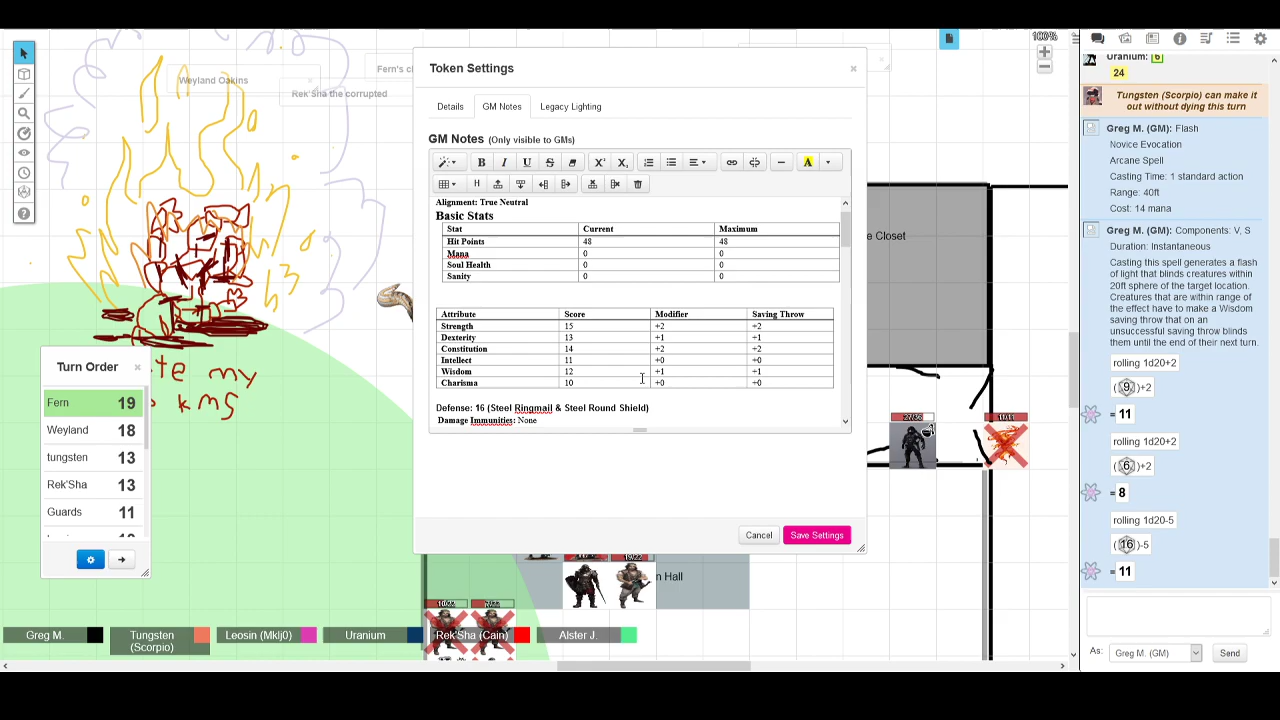 100%
Weyland Oakins
Rek'Sha the corrupted
Fern's c
Token Settings
Details
GM Notes
Legacy Lighting
GM Notes (Only visible to GMs)
Alignment: True Neutral
Basic Stats
Stat Current Maximum
Hit Points 48 48
Mana 0 0
Soul Health 0 0
Sanity 0 0
Attribute Score Modifier Saving Throw
Strength 15 +2 +2
Dexterity 13 +1 +1
Constitution 14 +2 +2
Intellect 11 +0 +0
Wisdom 12 +1 +1
Charisma 10 +0 +0
Defense: 16 (Steel Ringmail & Steel Round Shield)
Damage Immunities: None
Cancel
Save Settings
e Closet
11/11
n Hall
te my
kms
Turn Order
Fern 19
Weyland 18
tungsten 13
Rek'Sha 13
Guards 11
Greg M.
Tungsten (Scorpio)
Leosin (Mklj0)
Uranium
Rek'Sha (Cain)
Alster J.
Uranium: 6
24
Tungsten (Scorpio) can make it
out without dying this turn
Greg M. (GM): Flash
Novice Evocation
Arcane Spell
Casting Time: 1 standard action
Range: 40ft
Cost: 14 mana
Greg M. (GM): Components: V, S
Duration: Instantaneous
Casting this spell generates a flash
of light that blinds creatures within
20ft sphere of the target location.
Creatures that are within range of
the effect have to make a Wisdom
saving throw that on an
unsuccessful saving throw blinds
them until the end of their next turn.
rolling 1d20+2
(9)+2
= 11
rolling 1d20+2
(6)+2
= 8
rolling 1d20-5
(16)-5
= 11
As: Greg M. (GM)
Send